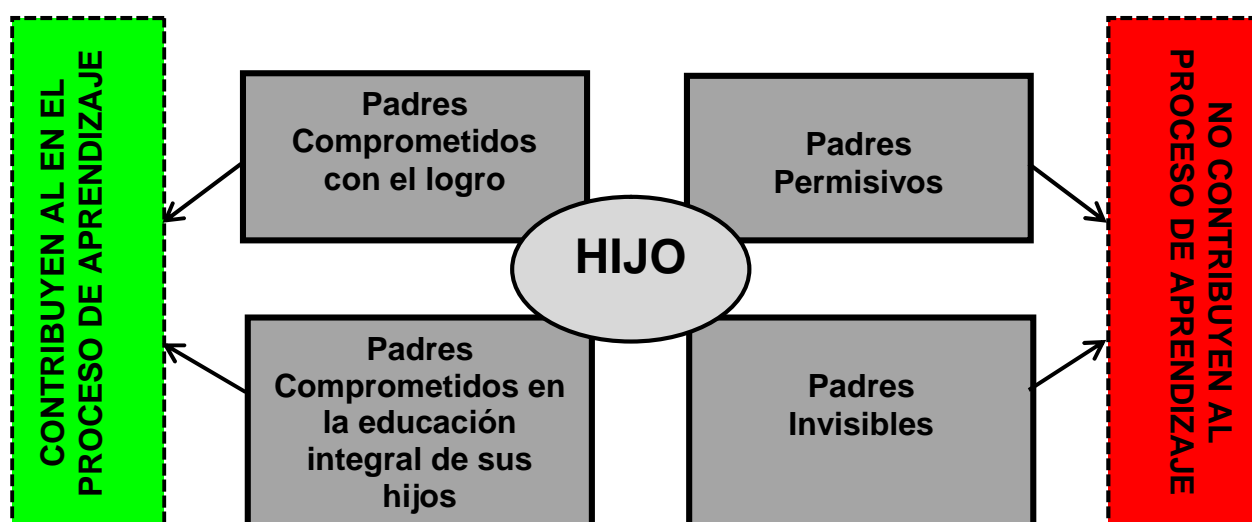 CONTRIBUYEN AL EN EL
PROCESO DE APRENDIZAJE
Padres
Comprometidos
con el logro
Padres
Permisivos
HIJO
Padres
Comprometidos en
la educación
integral de sus
hijos
Padres
Invisibles
NO CONTRIBUYEN AL
PROCESO DE APRENDIZAJE